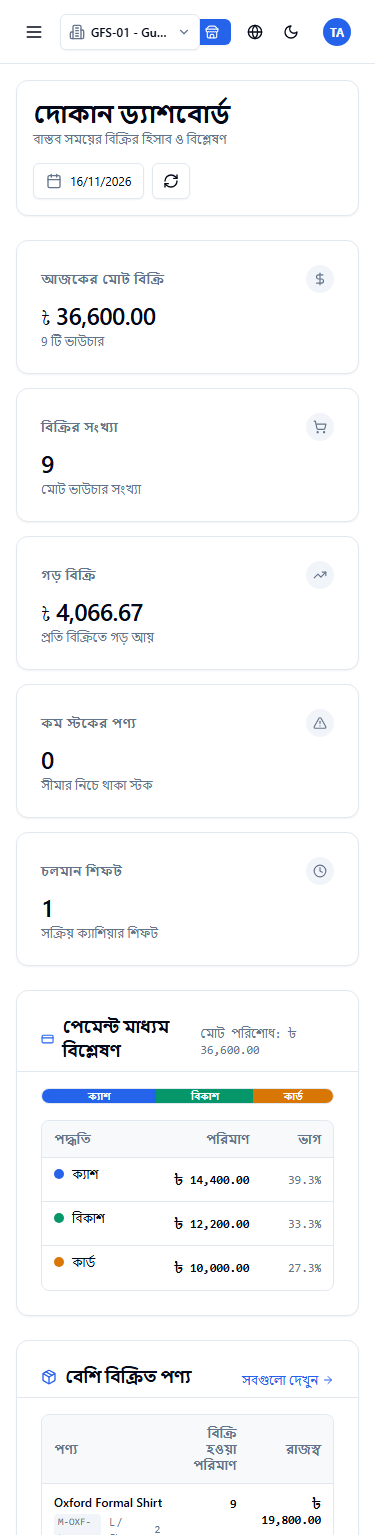 GFS-01 - Gu...
TA
দোকান ড্যাশবোর্ড
বাস্তব সময়ের বিক্রির হিসাব ও বিশ্লেষণ
16/11/2026
আজকের মোট বিক্রি
৳ 36,600.00
9 টি ভাউচার
বিক্রির সংখ্যা
9
মোট ভাউচার সংখ্যা
গড় বিক্রি
৳ 4,066.67
প্রতি বিক্রিতে গড় আয়
কম স্টকের পণ্য
0
সীমার নিচে থাকা স্টক
চলমান শিফট
1
সক্রিয় ক্যাশিয়ার শিফট
পেমেন্ট মাধ্যম
বিশ্লেষণ
মোট পরিশোধ: ৳
36,600.00
ক্যাশ বিকাশ কার্ড
পদ্ধতি পরিমাণ ভাগ
ক্যাশ ৳ 14,400.00 39.3%
বিকাশ ৳ 12,200.00 33.3%
কার্ড ৳ 10,000.00 27.3%
বেশি বিক্রিত পণ্য
সবগুলো দেখুন →
পণ্য
বিক্রি
হওয়া
পরিমাণ
রাজস্ব
Oxford Formal Shirt 9 ৳
19,800.00
M-OXF- L / 2